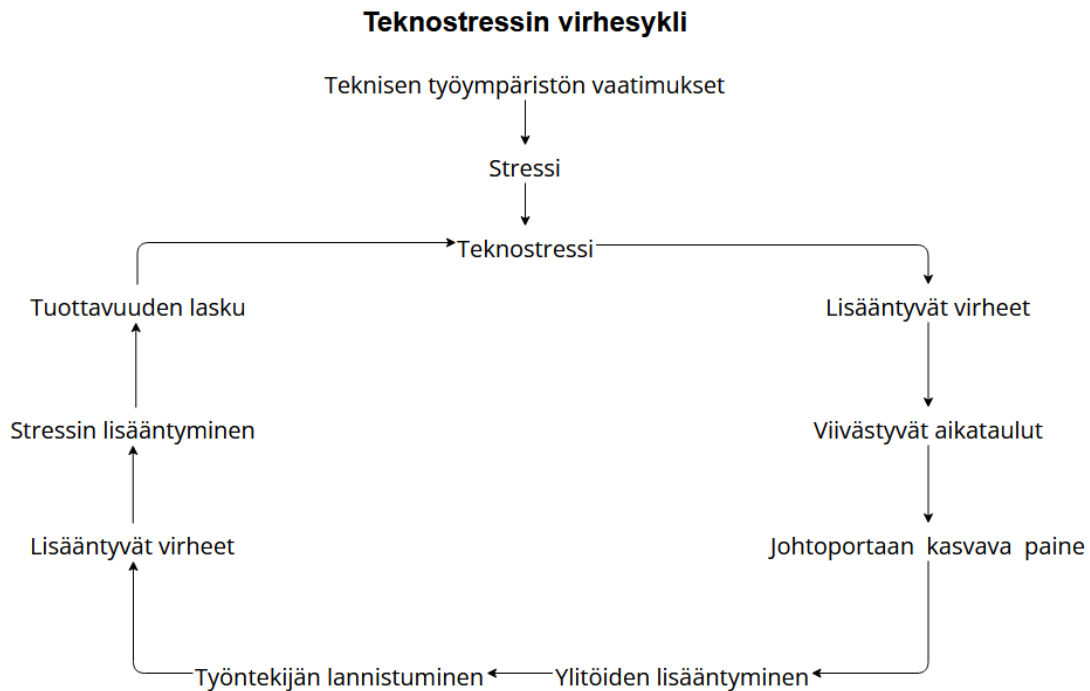 Teknostressin virhesykli
Teknisen työympäristön vaatimukset
Stressi
Teknostressi
Tuottavuuden lasku
Lisääntyvät virheet
Stressin lisääntyminen
Viivästyvät aikataulut
Lisääntyvät virheet
Johtoportaan kasvava paine
Työntekijän lannistuminen
Ylitöiden lisääntyminen